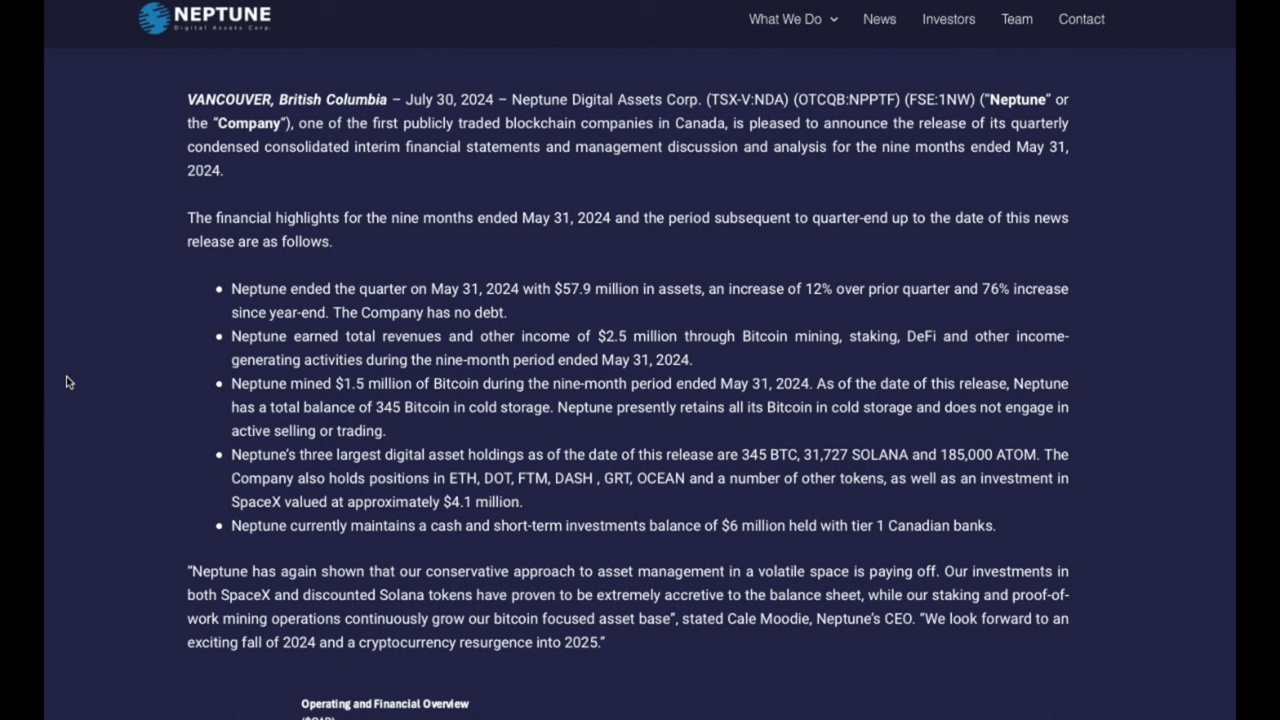 NEPTUNE
Digital Assets Corp.
What We Do
News
Investors
Team
Contact
VANCOUVER, British Columbia – July 30, 2024 – Neptune Digital Assets Corp. (TSX-V:NDA) (OTCQB:NPPTF) (FSE:1NW) (“Neptune” or
the “Company”), one of the first publicly traded blockchain companies in Canada, is pleased to announce the release of its quarterly
condensed consolidated interim financial statements and management discussion and analysis for the nine months ended May 31,
2024.
The financial highlights for the nine months ended May 31, 2024 and the period subsequent to quarter-end up to the date of this news
release are as follows.
• Neptune ended the quarter on May 31, 2024 with $57.9 million in assets, an increase of 12% over prior quarter and 76% increase
since year-end. The Company has no debt.
• Neptune earned total revenues and other income of $2.5 million through Bitcoin mining, staking, DeFi and other income-
generating activities during the nine-month period ended May 31, 2024.
• Neptune mined $1.5 million of Bitcoin during the nine-month period ended May 31, 2024. As of the date of this release, Neptune
has a total balance of 345 Bitcoin in cold storage. Neptune presently retains all its Bitcoin in cold storage and does not engage in
active selling or trading.
• Neptune’s three largest digital asset holdings as of the date of this release are 345 BTC, 31,727 SOLANA and 185,000 ATOM. The
Company also holds positions in ETH, DOT, FTM, DASH , GRT, OCEAN and a number of other tokens, as well as an investment in
SpaceX valued at approximately $4.1 million.
• Neptune currently maintains a cash and short-term investments balance of $6 million held with tier 1 Canadian banks.
“Neptune has again shown that our conservative approach to asset management in a volatile space is paying off. Our investments in
both SpaceX and discounted Solana tokens have proven to be extremely accretive to the balance sheet, while our staking and proof-of-
work mining operations continuously grow our bitcoin focused asset base”, stated Cale Moodie, Neptune’s CEO. “We look forward to an
exciting fall of 2024 and a cryptocurrency resurgence into 2025.”
Operating and Financial Overview